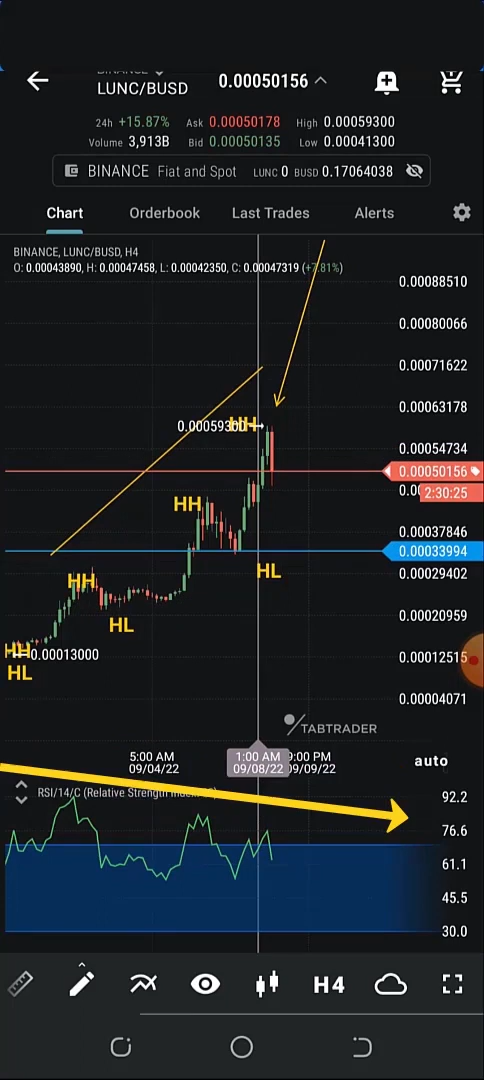 LUNC/BUSD
0.00050156
24h +15.87% Ask 0.00050178 High 0.00059300
Volume 3,913B Bid 0.00050135 Low 0.00041300
BINANCE Fiat and Spot LUNC 0 BUSD 0.17064038
Chart Orderbook Last Trades Alerts
BINANCE, LUNC/BUSD, H4
O: 0.00043890, H: 0.00047458, L: 0.00042350, C: 0.00047319 (+7.81%)
0.00088510
0.00080066
0.00071622
0.00063178
0.00059300
HH
0.00054734
0.00050156
2:30:25
HH
0.00037846
0.00033994
HL
0.00029402
HH
0.00020959
HL
HH
0.00013000
0.00012515
HL
0.00004071
TABTRADER
5:00 AM 1:00 AM 9:00 PM
09/04/22 09/08/22 09/09/22
auto
RSI/14/C (Relative Strength
92.2
76.6
61.1
45.5
30.0
H4